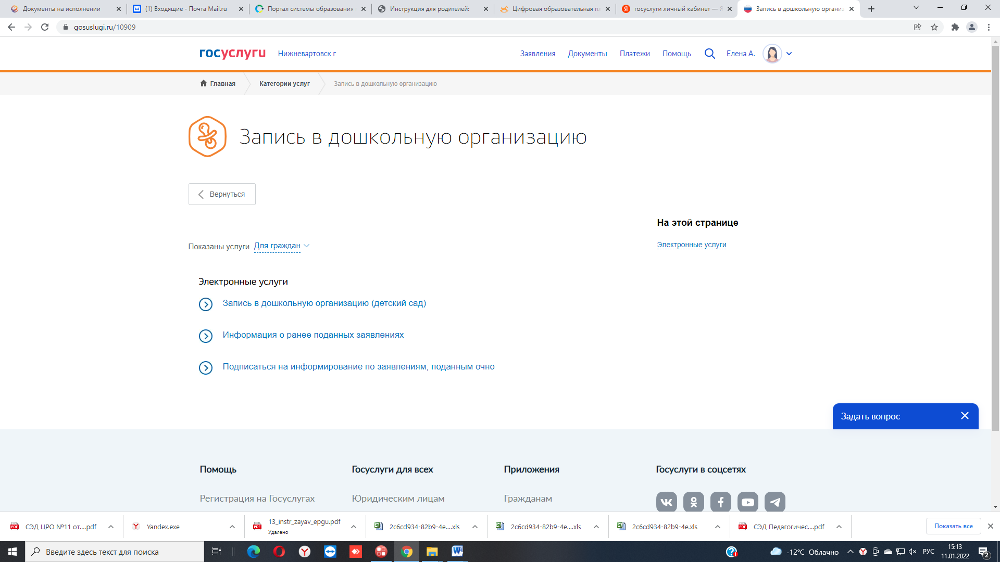 Документы на исполнении
(1) Входящие - Почта Mail.ru
Портал системы образования
Инструкция для родителей:
Цифровая образовательная пл
госуслуги личный кабинет — Я
Запись в дошкольную организ
gosuslugi.ru/10909
госуслуги Нижневартовск г Заявления Документы Платежи Помощь Елена А.
Главная Категории услуг Запись в дошкольную организацию
Запись в дошкольную организацию
Вернуться
На этой странице
Показаны услуги Для граждан
Электронные услуги
Электронные услуги
Запись в дошкольную организацию (детский сад)
Информация о ранее поданных заявлениях
Подписаться на информирование по заявлениям, поданным очно
Задать вопрос
Помощь Госуслуги для всех Приложения Госуслуги в соцсетях
Регистрация на Госуслугах Юридическим лицам Гражданам
СЭД ЦРО №11 от....pdf
Yandex.exe
13_instr_zayav_epgu.pdf
Удалено
2c6cd934-82b9-4e....xls
2c6cd934-82b9-4e....xls
2c6cd934-82b9-4e.xls
СЭД Педагогичес....pdf
Показать все
Введите здесь текст для поиска
-12°C Облачно
РУС
15:13
11.01.2022
2